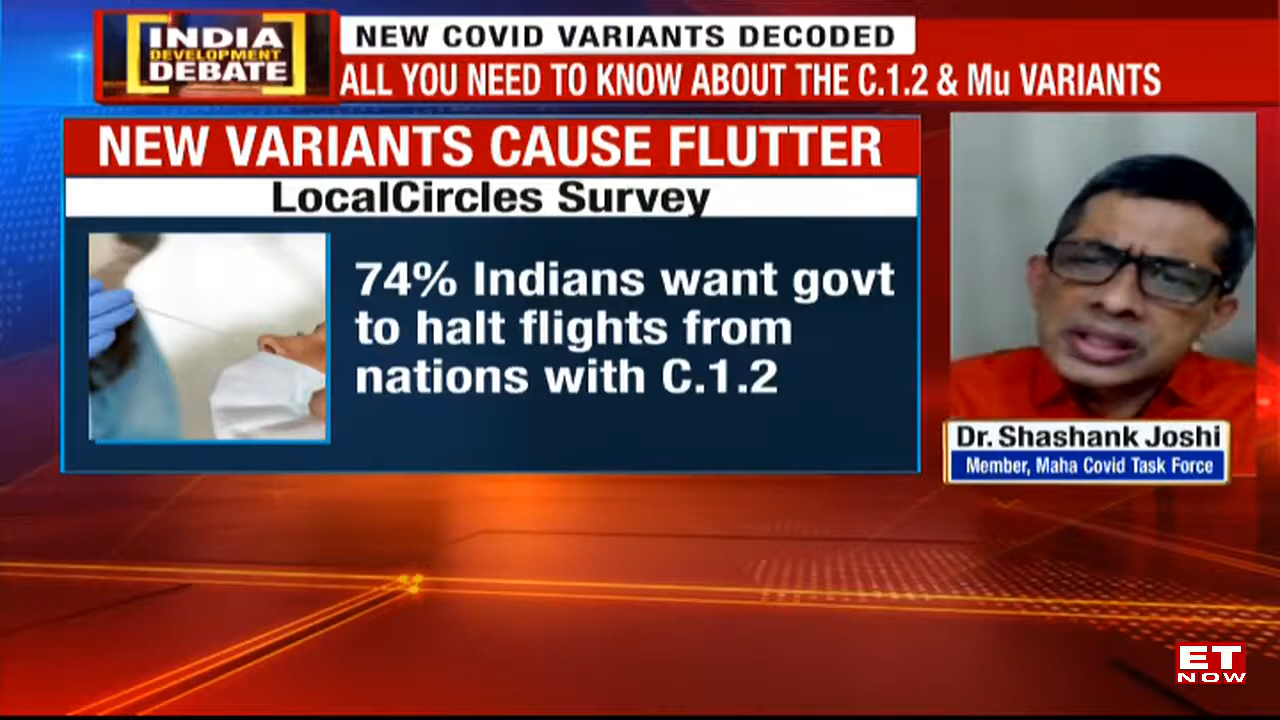 INDIA
DEVELOPMENT
DEBATE
NEW COVID VARIANTS DECODED
ALL YOU NEED TO KNOW ABOUT THE C.1.2 & Mu VARIANTS
NEW VARIANTS CAUSE FLUTTER
LocalCircles Survey
74% Indians want govt
to halt flights from
nations with C.1.2
Dr. Shashank Joshi
Member, Maha Covid Task Force
ET
NOW